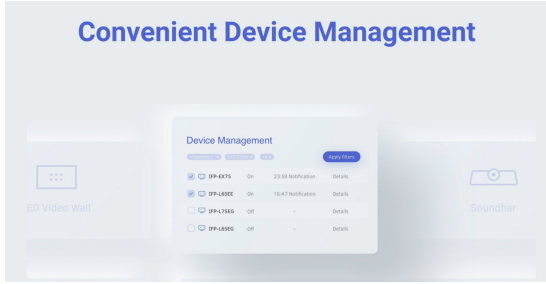 Convenient Device Management
Device Management
Apply filters
IFP-EX75 On 23:59 Notification Details
IFP-L85EE On 16:47 Notification Details
IFP-L75EG Off - Details
IFP-L65EG Off - Details
ED Video Wall
Soundbar